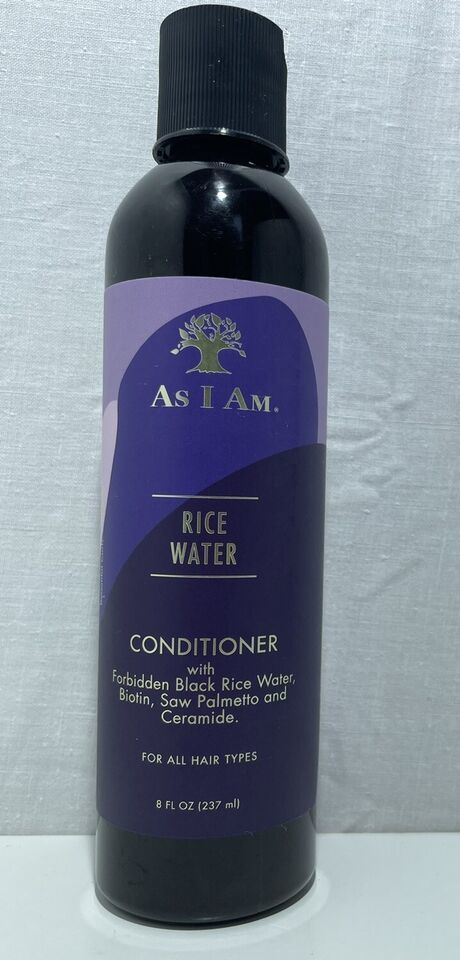 AS I AM®
RICE
WATER
CONDITIONER
with
Forbidden Black Rice Water,
Biotin, Saw Palmetto and
Ceramide.
FOR ALL HAIR TYPES
8 FL OZ (237 ml)